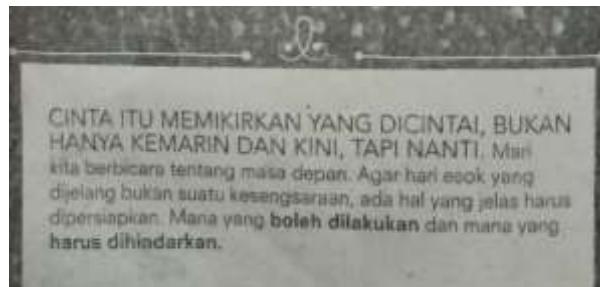 CINTA ITU MEMIKIRKAN YANG DICINTAI, BUKAN
HANYA KEMARIN DAN KINI, TAPI NANTI. Mari
kita berbicara tentang masa depan. Agar hari esok yang
dijelang bukan suatu kesengsaraan, ada hal yang jelas harus
dipersiapkan. Mana yang boleh dilakukan dan mana yang
harus dihindarkan.